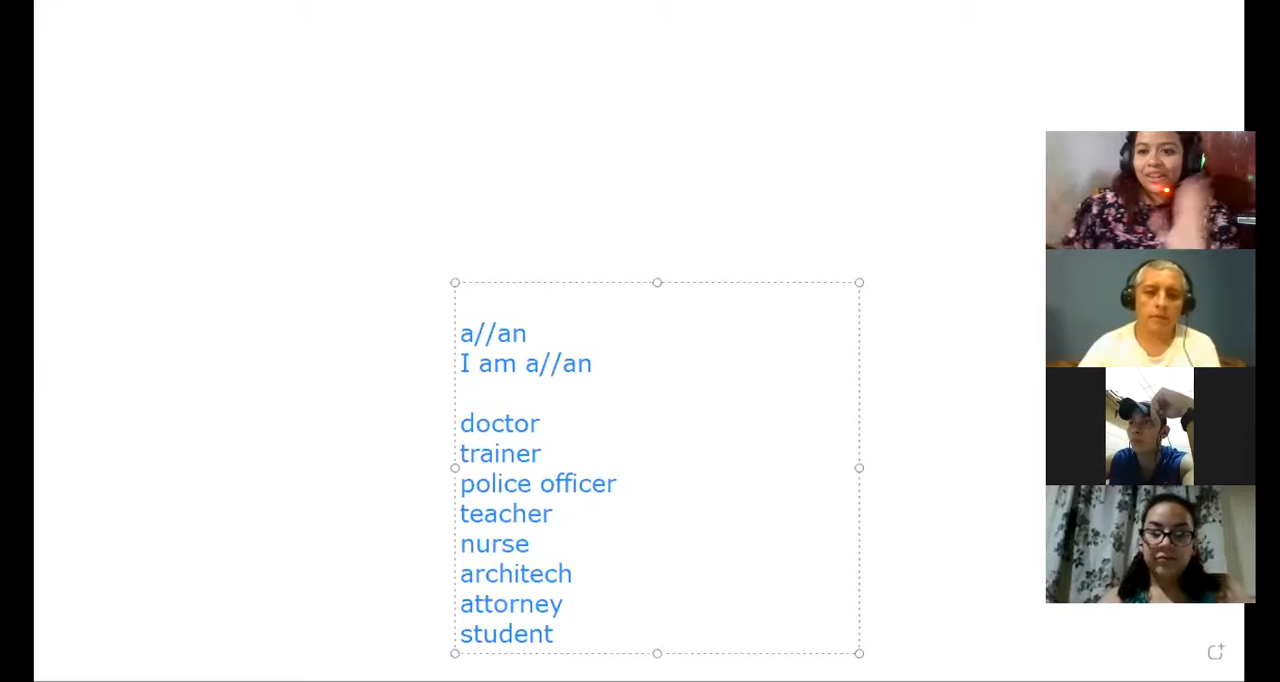 a//an
I am a//an
doctor
trainer
police officer
teacher
nurse
architech
attorney
student